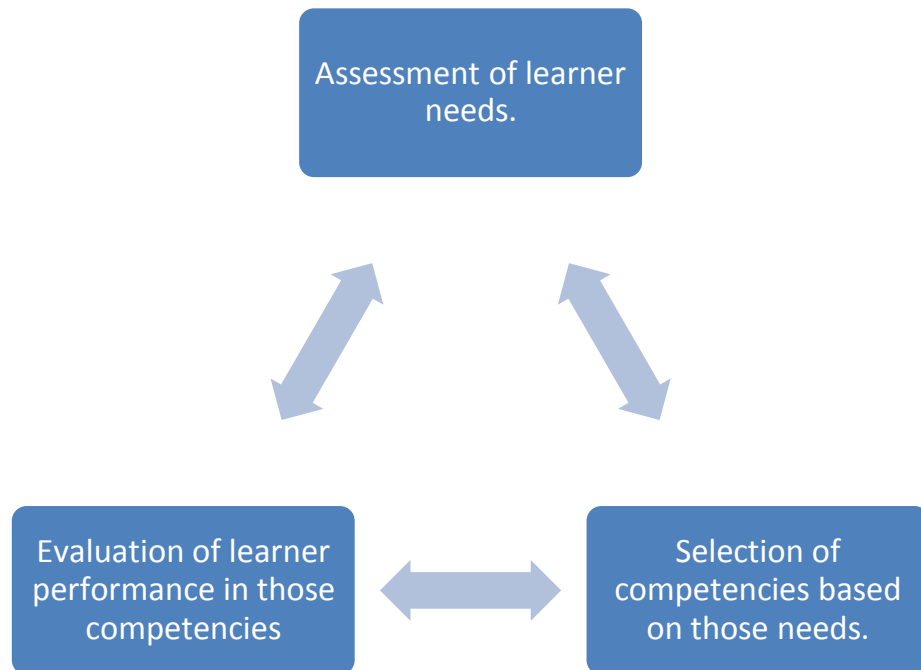 Assessment of learner
needs.
Evaluation of learner
performance in those
competencies
Selection of
competencies based
on those needs.